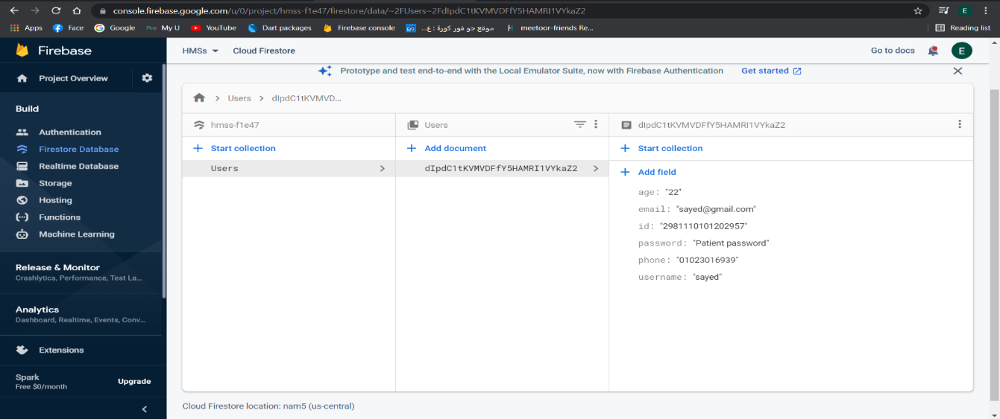 console.firebase.google.com/u/0/project/hmss-f1e47/firestore/data/~2FUsers~2FdIpdC1tKVMVDFfY5HAMRI1VYkaZ2 E
Apps Face Google My U YouTube Dart packages Firebase console موقع جو فور كورة : ع... meetoor-friends Re... Reading list
Firebase HMSs Cloud Firestore Go to docs E
Prototype and test end-to-end with the Local Emulator Suite, now with Firebase Authentication Get started
Project Overview
Build
Authentication
Firestore Database
Realtime Database
Storage
Hosting
Functions
Machine Learning
Release & Monitor
Crashlytics, Performance, Test La...
Analytics
Dashboard, Realtime, Events, Conv...
Extensions
Spark
Free $0/month
Upgrade
Users > dIpdC1tKVMVD...
hmss-f1e47
Start collection
Users
Users
Add document
dIpdC1tKVMVDFfY5HAMRI1VYkaZ2
dIpdC1tKVMVDFfY5HAMRI1VYkaZ2
Start collection
Add field
age: "22"
email: "sayed@gmail.com"
id: "2981110101202957"
password: "Patient password"
phone: "01023016939"
username: "sayed"
Cloud Firestore location: nam5 (us-central)